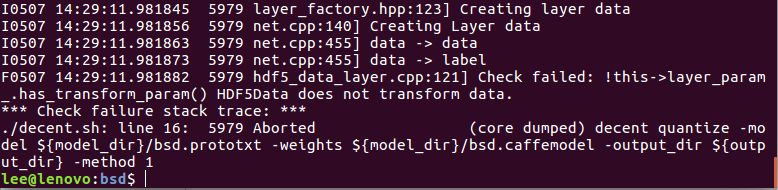 I0507 14:29:11.981845  5979 layer_factory.hpp:123] Creating layer data
I0507 14:29:11.981856  5979 net.cpp:140] Creating Layer data
I0507 14:29:11.981863  5979 net.cpp:455] data -> data
I0507 14:29:11.981873  5979 net.cpp:455] data -> label
F0507 14:29:11.981882  5979 hdf5_data_layer.cpp:121] Check failed: !this->layer_param
_.has_transform_param() HDF5Data does not transform data.
*** Check failure stack trace: ***
./decent.sh: line 16:  5979 Aborted                 (core dumped) decent quantize -mo
del ${model_dir}/bsd.prototxt -weights ${model_dir}/bsd.caffemodel -output_dir ${outp
ut_dir} -method 1
lee@lenovo:bsd$